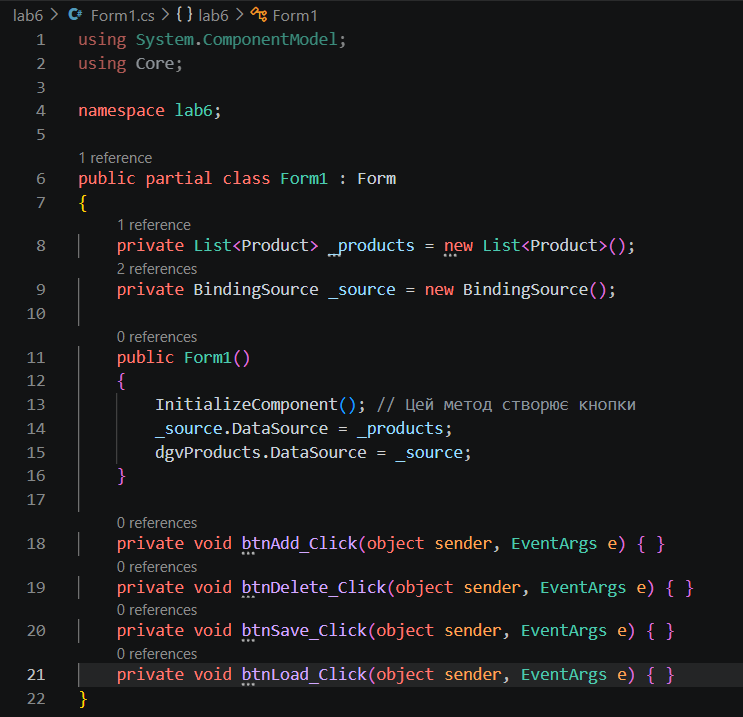 lab6 > Form1.cs > {} lab6 > Form1
1 using System.ComponentModel;
2 using Core;
3
4 namespace lab6;
5
1 reference
6 public partial class Form1 : Form
7 {
1 reference
8 private List<Product> _products = new List<Product>();
2 references
9 private BindingSource _source = new BindingSource();
10
0 references
11 public Form1()
12 {
13 InitializeComponent(); // Цей метод створює кнопки
14 _source.DataSource = _products;
15 dgvProducts.DataSource = _source;
16 }
17
0 references
18 private void btnAdd_Click(object sender, EventArgs e) { }
0 references
19 private void btnDelete_Click(object sender, EventArgs e) { }
0 references
20 private void btnSave_Click(object sender, EventArgs e) { }
0 references
21 private void btnLoad_Click(object sender, EventArgs e) { }
22 }